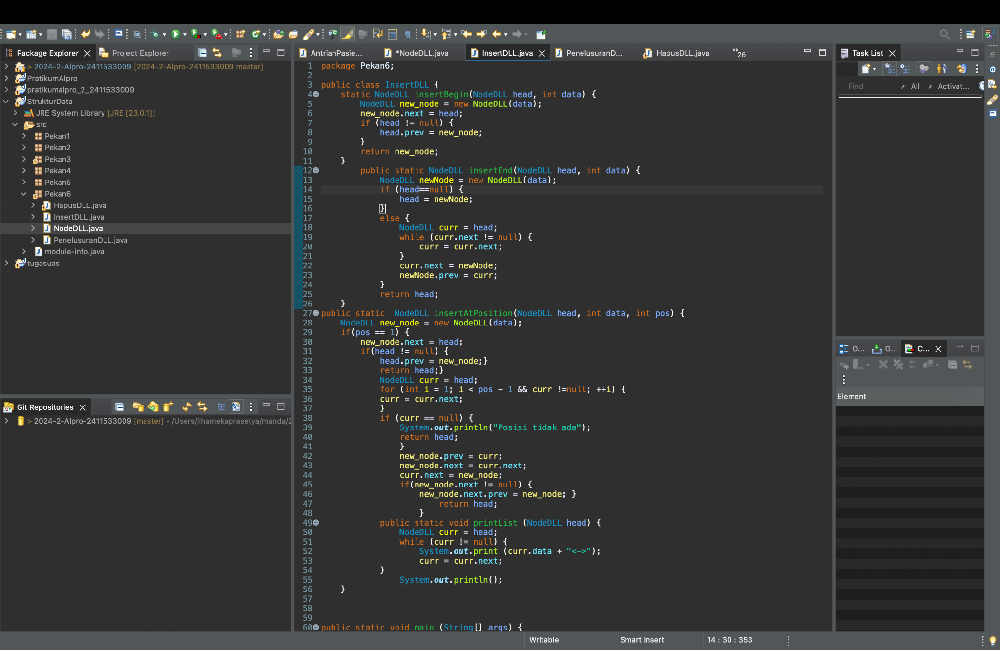 Package Explorer
Project Explorer
> 2024-2-Alpro-2411533009 [2024-2-Alpro-2411533009 master]
PratikumAlpro
pratikumalpro_2_2411533009
StrukturData
JRE System Library [JRE [23.0.1]]
src
Pekan1
Pekan2
Pekan3
Pekan4
Pekan5
Pekan6
HapusDLL.java
InsertDLL.java
NodeDLL.java
PenelusuranDLL.java
module-info.java
tugasuas
Git Repositories
> 2024-2-Alpro-2411533009 [master] - /Users/ilhamekaprasetya/manda/2
AntrianPasie...
*NodeDLL.java
InsertDLL.java
PenelusuranD...
HapusDLL.java
»26
1 package Pekan6;
2
3 public class InsertDLL {
4 static NodeDLL insertBegin(NodeDLL head, int data) {
5 NodeDLL new_node = new NodeDLL(data);
6 new_node.next = head;
7 if (head != null) {
8 head.prev = new_node;
9 }
10 return new_node;
11 }
12 public static NodeDLL insertEnd(NodeDLL head, int data) {
13 NodeDLL newNode = new NodeDLL(data);
14 if (head==null) {
15 head = newNode;
16 }
17 else {
18 NodeDLL curr = head;
19 while (curr.next != null) {
20 curr = curr.next;
21 }
22 curr.next = newNode;
23 newNode.prev = curr;
24 }
25 return head;
26 }
27 public static  NodeDLL insertAtPosition(NodeDLL head, int data, int pos) {
28 NodeDLL new_node = new NodeDLL(data);
29 if(pos == 1) {
30 new_node.next = head;
31 if(head != null) {
32 head.prev = new_node;}
33 return head;}
34 NodeDLL curr = head;
35 for (int i = 1; i < pos - 1 && curr !=null; ++i) {
36 curr = curr.next;
37 }
38 if (curr == null) {
39 System.out.println("Posisi tidak ada");
40 return head;
41 }
42 new_node.prev = curr;
43 new_node.next = curr.next;
44 curr.next = new_node;
45 if(new_node.next != null) {
46 new_node.next.prev = new_node; }
47 return head;
48 }
49 public static void printList (NodeDLL head) {
50 NodeDLL curr = head;
51 while (curr != null) {
52 System.out.print (curr.data + "<->");
53 curr = curr.next;
54 }
55 System.out.println();
56 }
57
58
59
60 public static void main (String[] args) {
Task List
Find
All
Activat...
O...
G...
C...
Element
Writable
Smart Insert
14 : 30 : 353